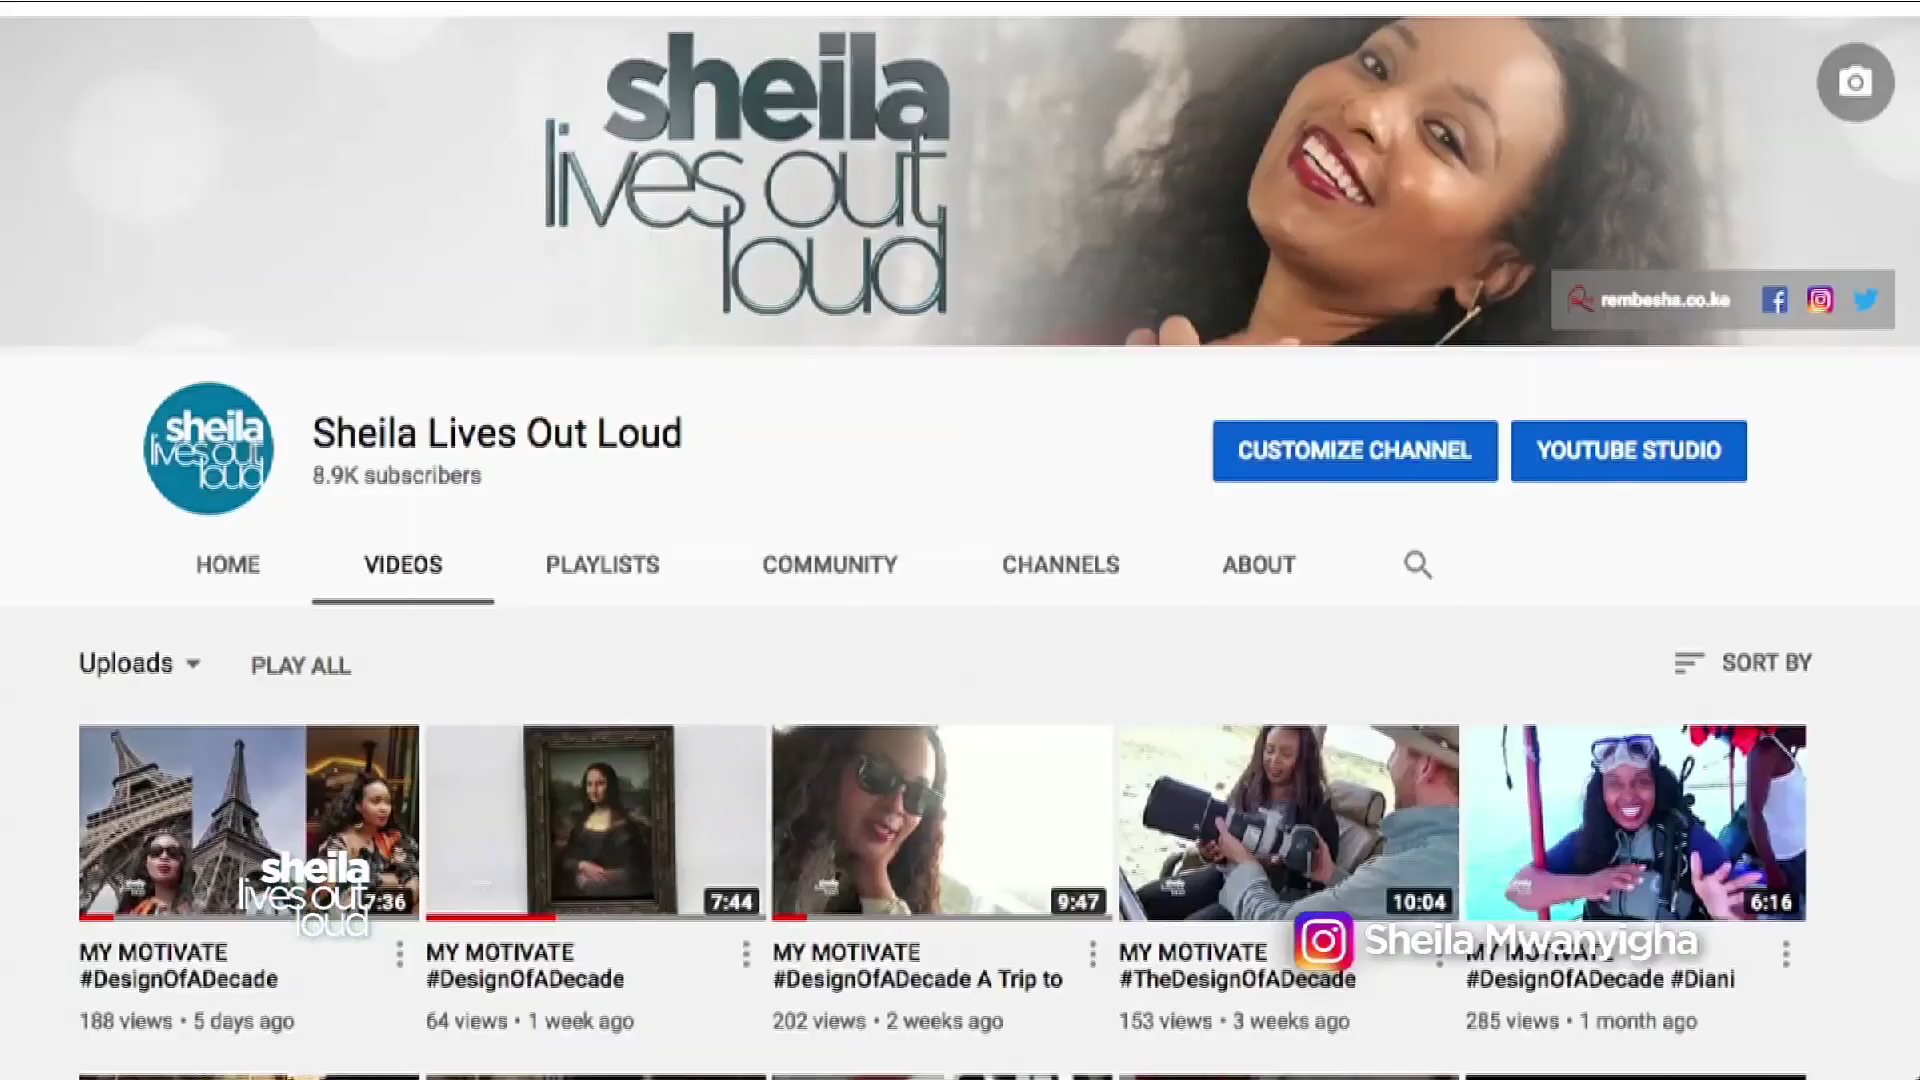 sheila
lives out
loud
rembesha.co.ke
sheila
lives out
loud
Sheila Lives Out Loud
8.9K subscribers
CUSTOMIZE CHANNEL
YOUTUBE STUDIO
HOME
VIDEOS
PLAYLISTS
COMMUNITY
CHANNELS
ABOUT
Uploads
PLAY ALL
SORT BY
7:36
7:44
9:47
10:04
6:16
sheila
lives out
loud
Sheila Mwanyigha
MY MOTIVATE
#DesignOfADecade
188 views • 5 days ago
MY MOTIVATE
#DesignOfADecade
64 views • 1 week ago
MY MOTIVATE
#DesignOfADecade A Trip to
202 views • 2 weeks ago
MY MOTIVATE
#TheDesignOfADecade
153 views • 3 weeks ago
MY MOTIVATE
#DesignOfADecade #Diani
285 views • 1 month ago